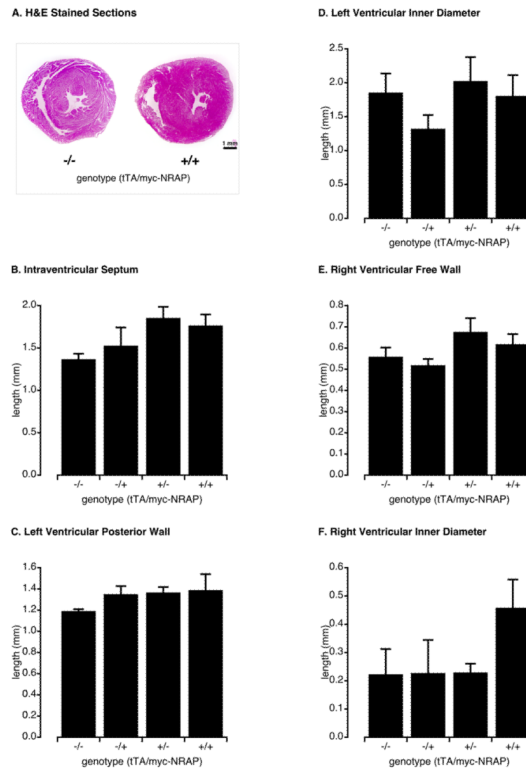 A. H&E Stained Sections
-/-
+/+
1 mm
genotype (tTA/myc-NRAP)
B. Intraventricular Septum
length (mm)
2.0
1.5
1.0
0.0
-/- -/+ +/- +/+
genotype (tTA/myc-NRAP)
C. Left Ventricular Posterior Wall
length (mm)
1.6
1.4
1.2
1.0
0.8
0.6
0.4
0.2
0.0
-/- -/+ +/- +/+
genotype (tTA/myc-NRAP)
D. Left Ventricular Inner Diameter
length (mm)
2.5
2.0
1.5
1.0
0.5
0.0
-/- -/+ +/- +/+
genotype (tTA/myc-NRAP)
E. Right Ventricular Free Wall
length (mm)
0.8
0.7
0.6
0.5
0.4
0.3
0.2
0.1
0.0
-/- -/+ +/- +/+
genotype (tTA/myc-NRAP)
F. Right Ventricular Inner Diameter
length (mm)
0.6
0.5
0.4
0.3
0.2
0.1
0.0
-/- -/+ +/- +/+
genotype (tTA/myc-NRAP)